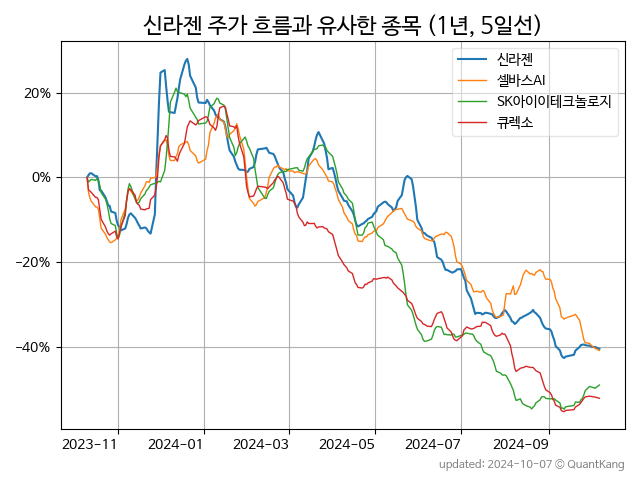 신라젠 주가 흐름과 유사한 종목 (1년, 5일선)
신라젠
셀바스AI
SK아이이테크놀로지
큐렉소
20%
0%
−20%
−40%
2023-11 2024-01 2024-03 2024-05 2024-07 2024-09
updated: 2024-10-07 © QuantKang